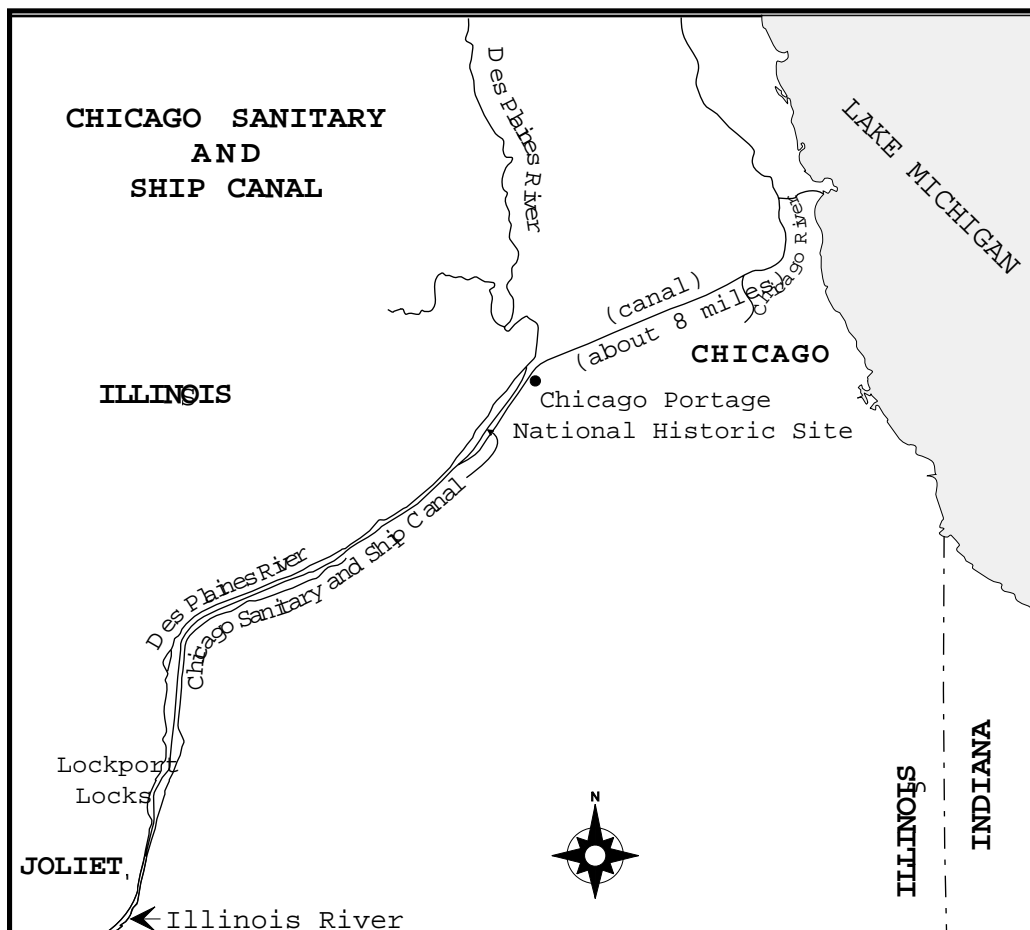 CHICAGO SANITARY
AND
SHIP CANAL
Des Plaines River
LAKE MICHIGAN
Chicago River
(canal)
(about 8 miles)
Chicago River
CHICAGO
ILLINOIS
Chicago Portage
National Historic Site
Des Plaines River
Chicago Sanitary and Ship Canal
Lockport
Locks
JOLIET
Illinois River
N
ILLINOIS
INDIANA